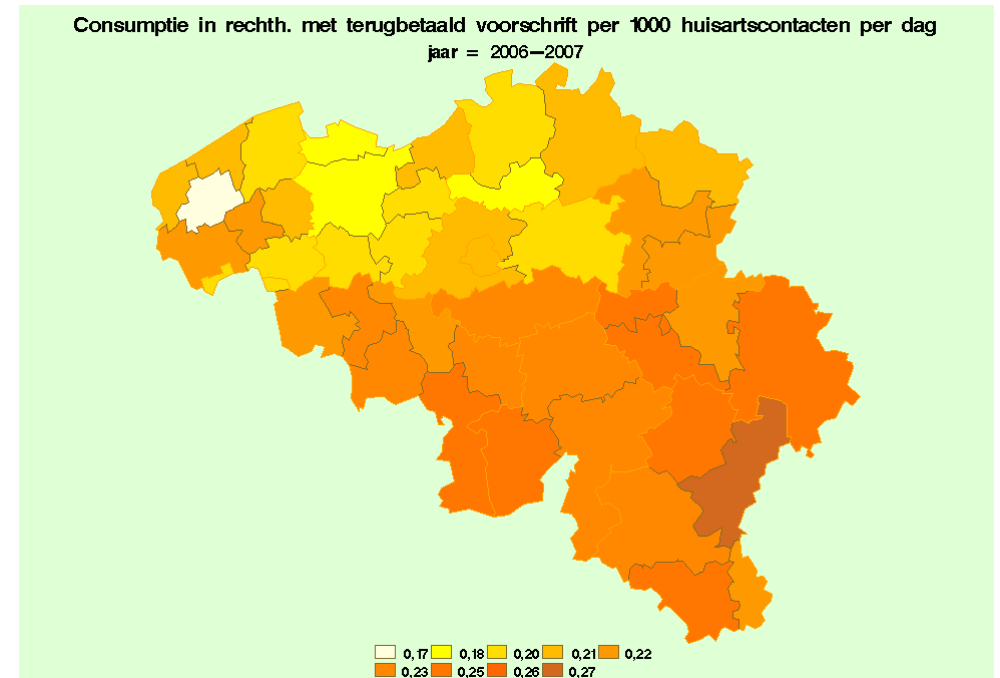 Consumptie in rechth. met terugbetaald voorschrift per 1000 huisartscontacten per dag
jaar = 2006–2007
0,17 0,18 0,20 0,21 0,22
0,23 0,25 0,26 0,27